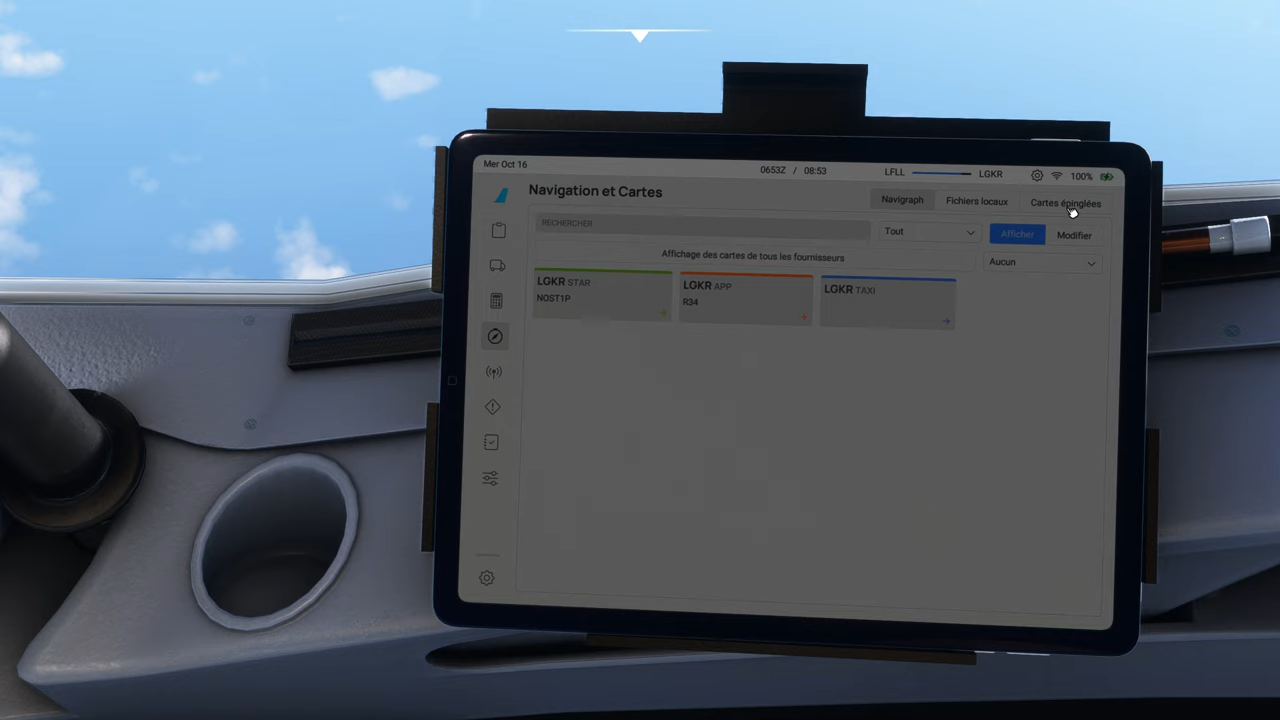 Mer Oct 16
0653Z / 08:53
LFLL
LGKR
100%
Navigation et Cartes
Navigraph
Fichiers locaux
Cartes épinglées
RECHERCHER
Tout
Afficher
Modifier
Affichage des cartes de tous les fournisseurs
Aucun
LGKR STAR
NOST1P
LGKR APP
R34
LGKR TAXI